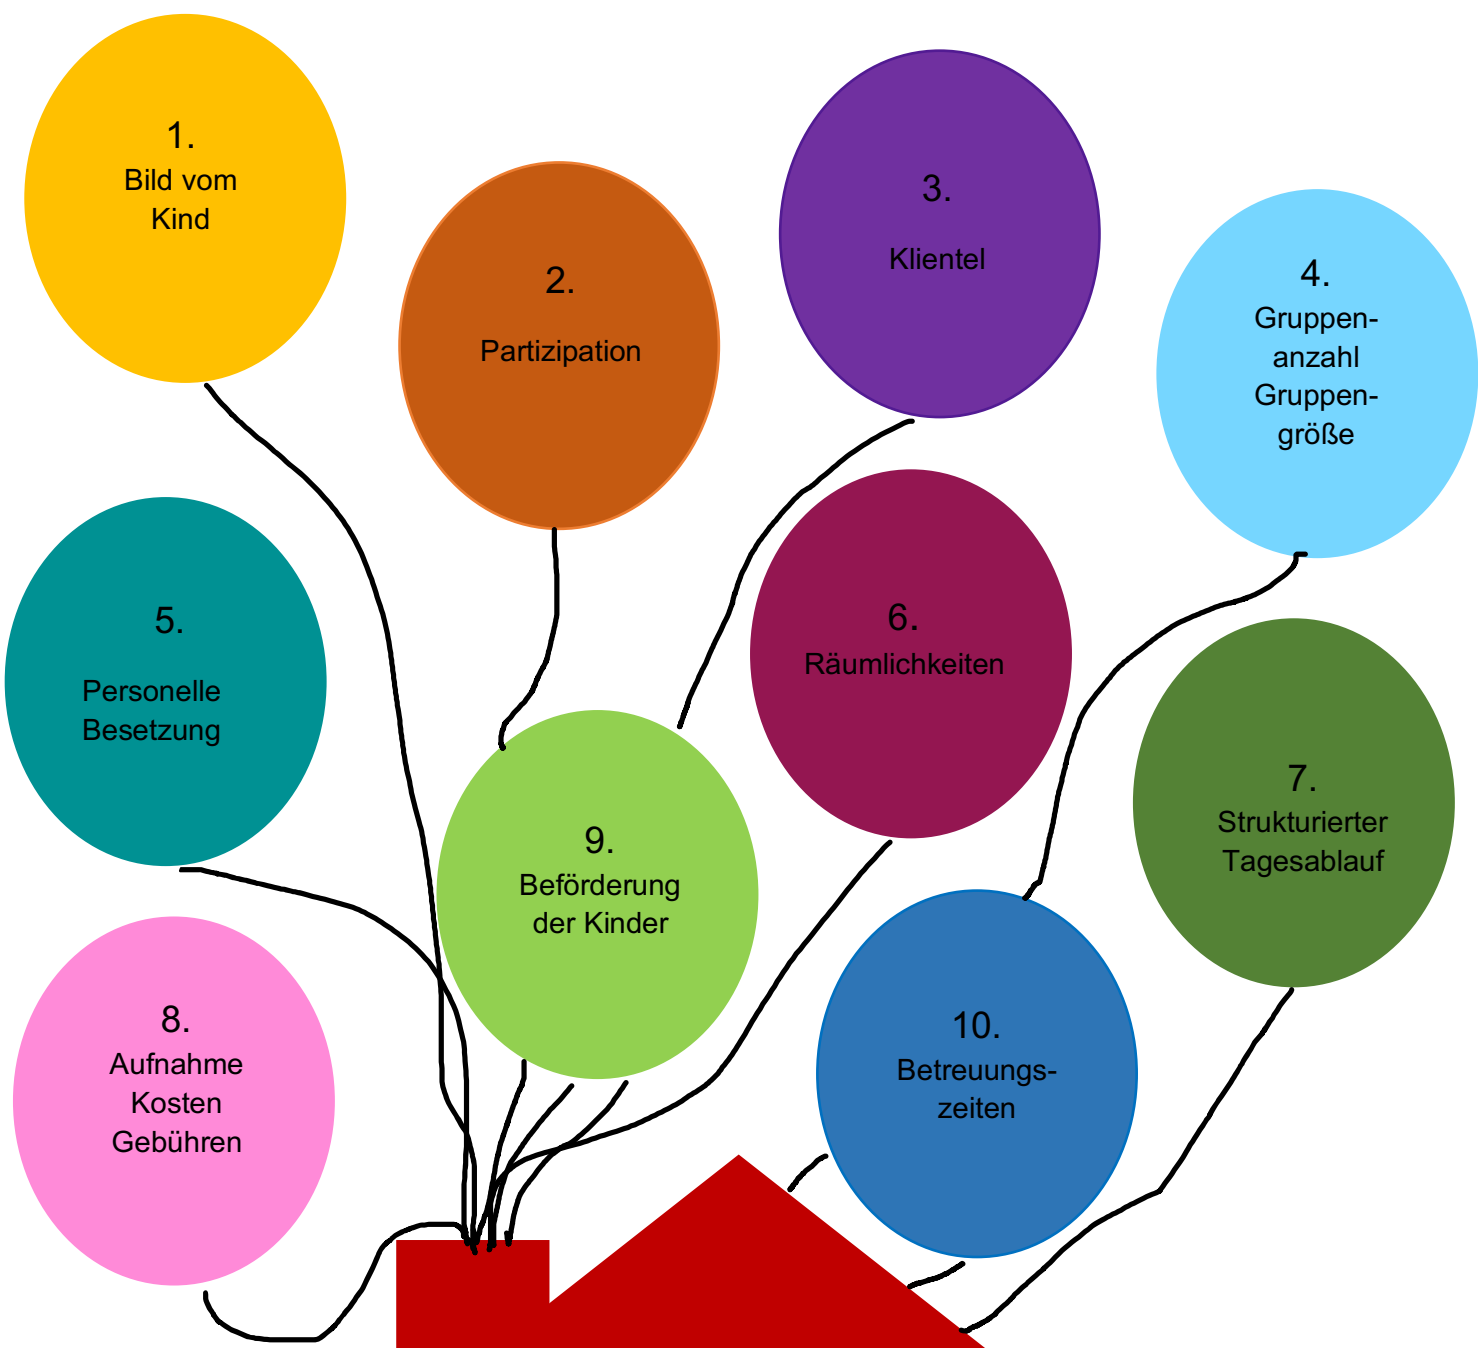 1.
Bild vom
Kind
2.
Partizipation
3.
Klientel
4.
Gruppen-
anzahl
Gruppen-
größe
5.
Personelle
Besetzung
6.
Räumlichkeiten
7.
Strukturierter
Tagesablauf
8.
Aufnahme
Kosten
Gebühren
9.
Beförderung
der Kinder
10.
Betreuungs-
zeiten